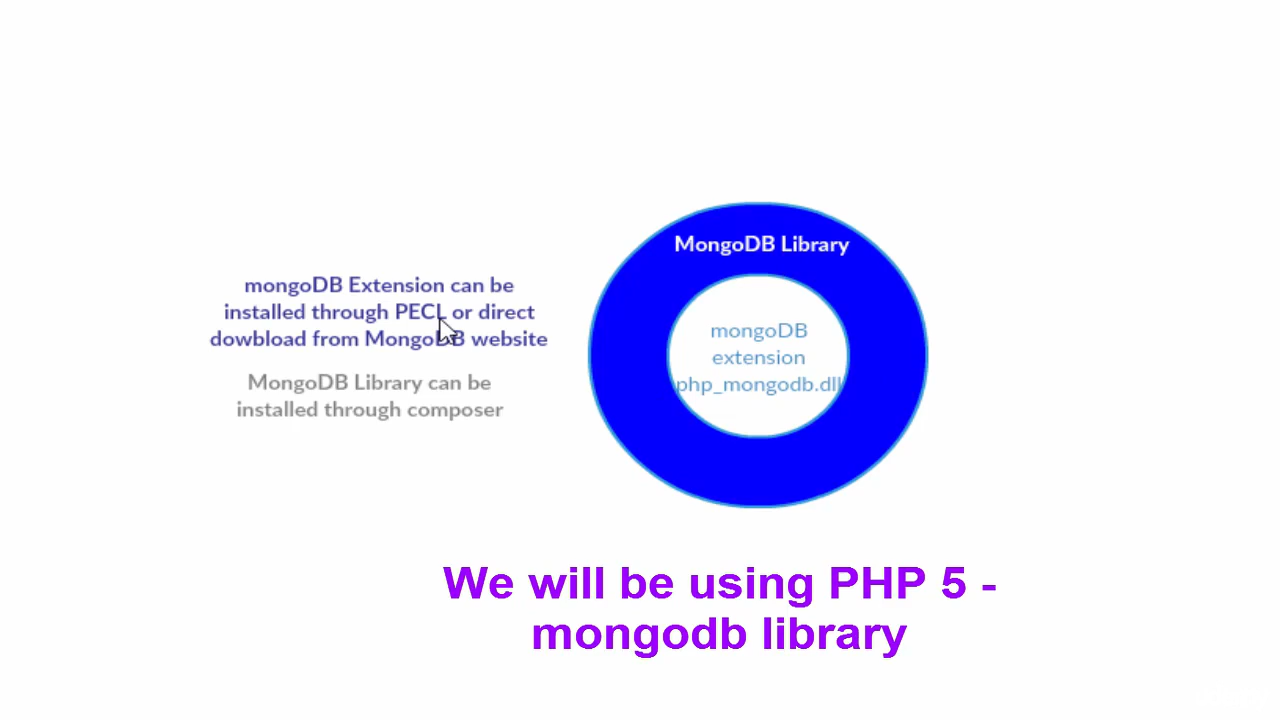 mongoDB Extension can be
installed through PECL or direct
dowbload from MongoDB website
MongoDB Library can be
installed through composer
MongoDB Library
mongoDB
extension
php_mongodb.dll
We will be using PHP 5 -
mongodb library